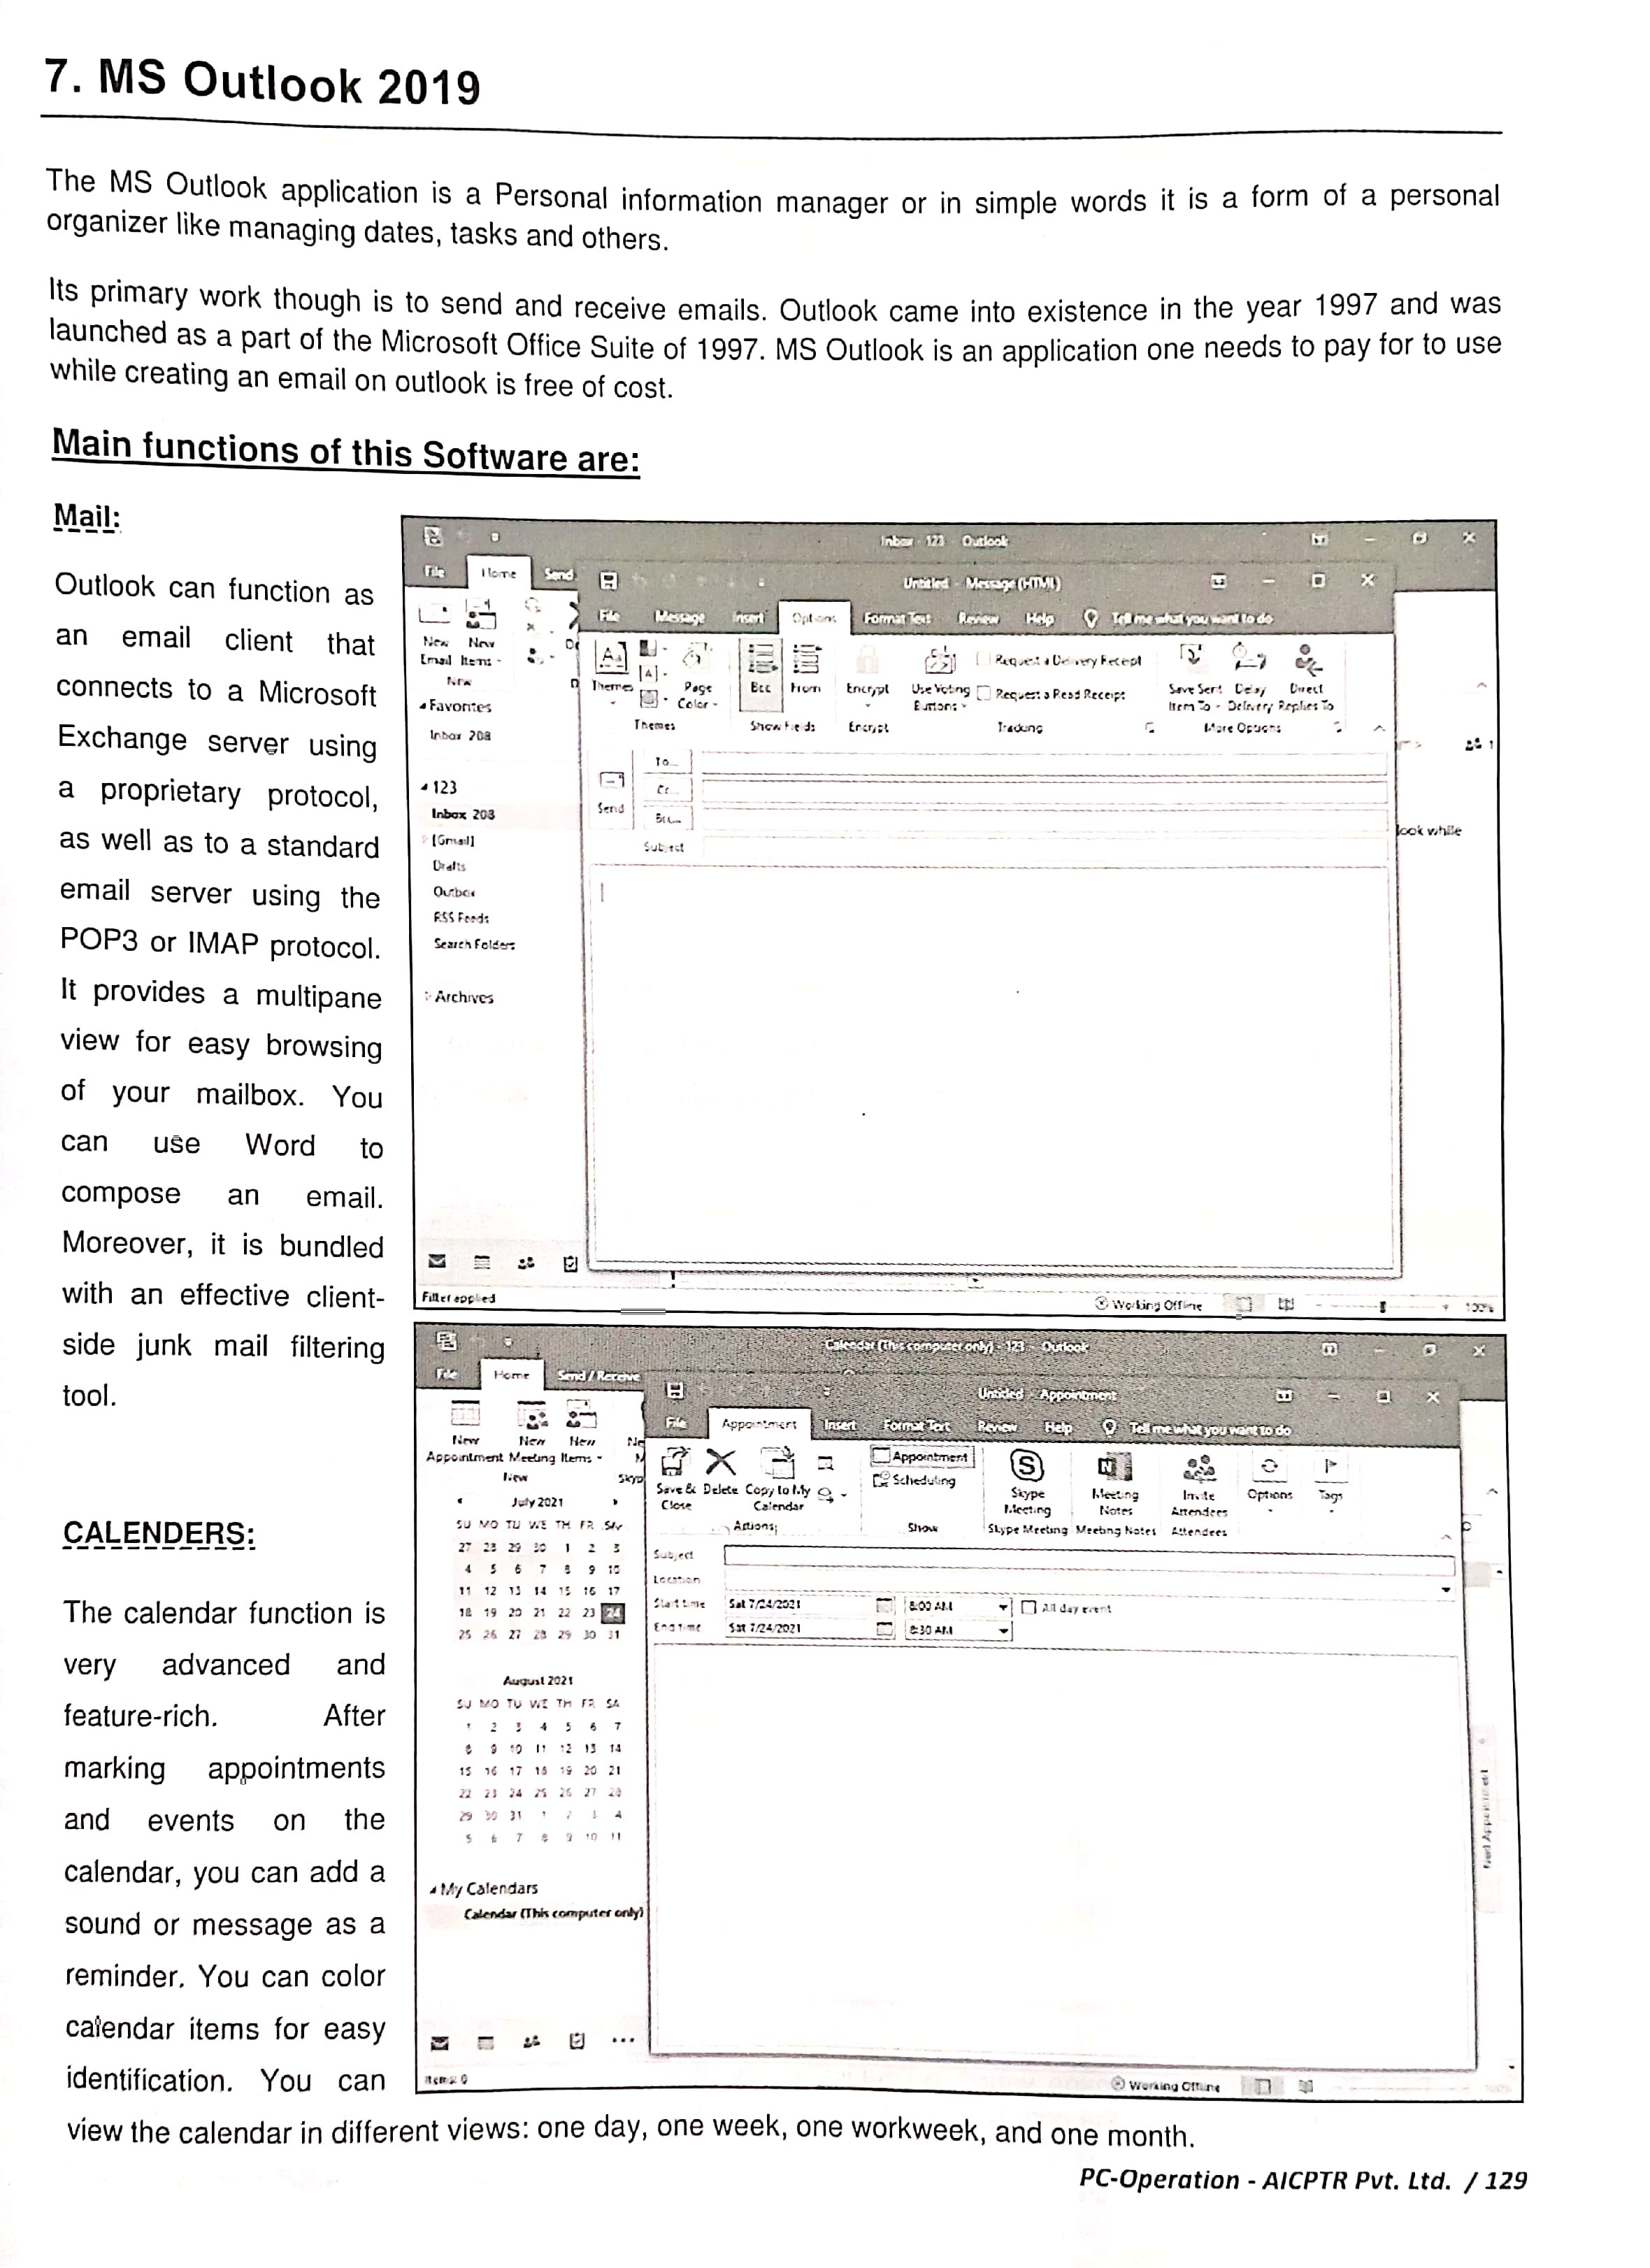 7. MS Outlook 2019
The MS Outlook application is a Personal information manager or in simple words it is a form of a personal
organizer like managing dates, tasks and others.
Its primary work though is to send and receive emails. Outlook came into existence in the year 1997 and was
launched as a part of the Microsoft Office Suite of 1997. MS Outlook is an application one needs to pay for to use
while creating an email on outlook is free of cost.
Main functions of this Software are:
Mail:
Outlook can function as
an email client that
connects to a Microsoft
Exchange server using
a proprietary protocol,
as well as to a standard
email server using the
POP3 or IMAP protocol.
It provides a multipane
view for easy browsing
of your mailbox. You
can use Word to
compose an email.
Moreover, it is bundled
with an effective client-
side junk mail filtering
tool.
Inbox - 123 Outlook
File Home Send
Untitled - Message (HTML)
File Message Insert Options Format Text Review Help Tell me what you want to do
New New
Email Items
New
Themes Page
Color
Bcc From Encrypt Use Voting
Buttons
Request a Delivery Receipt
Request a Read Receipt
Save Sent Delay Direct
Item To Delivery Replies To
Themes Show Fields Encrypt Tracking More Options
Favorites
Inbox 208
123
Inbox 208
[Gmail]
Drafts
Outbox
RSS Feeds
Search Folders
Archives
To...
Cc...
Bcc...
Send
Subject
look while
Filter applied
Working Offline
100%
CALENDERS:
The calendar function is
very advanced and
feature-rich. After
marking appointments
and events on the
calendar, you can add a
sound or message as a
reminder. You can color
calendar items for easy
identification. You can
view the calendar in different views: one day, one week, one workweek, and one month.
Calendar (This computer only) - 123 - Outlook
File Home Send / Receive
Untitled Appointment
File Appointment Insert Format Text Review Help Tell me what you want to do
New New New
Appointment Meeting Items
New
Save & Delete Copy to My
Close Calendar
Appointment
Scheduling
Skype
Meeting
Meeting
Notes
Invite
Attendees
Options Tags
Actions Show Skype Meeting Meeting Notes Attendees
July 2021
SU MO TU WE TH FR SA
27 28 29 30 1 2 3
4 5 6 7 8 9 10
11 12 13 14 15 16 17
18 19 20 21 22 23 24
25 26 27 28 29 30 31
August 2021
SU MO TU WE TH FR SA
1 2 3 4 5 6 7
8 9 10 11 12 13 14
15 16 17 18 19 20 21
22 23 24 25 26 27 28
29 30 31 1 2 3 4
5 6 7 8 9 10 11
My Calendars
Calendar (This computer only)
Subject
Location
Start time Sat 7/24/2021 8:00 AM All day event
End time Sat 7/24/2021 8:30 AM
Next Appointment
Items: 0
Working Offline
PC-Operation - AICPTR Pvt. Ltd. / 129